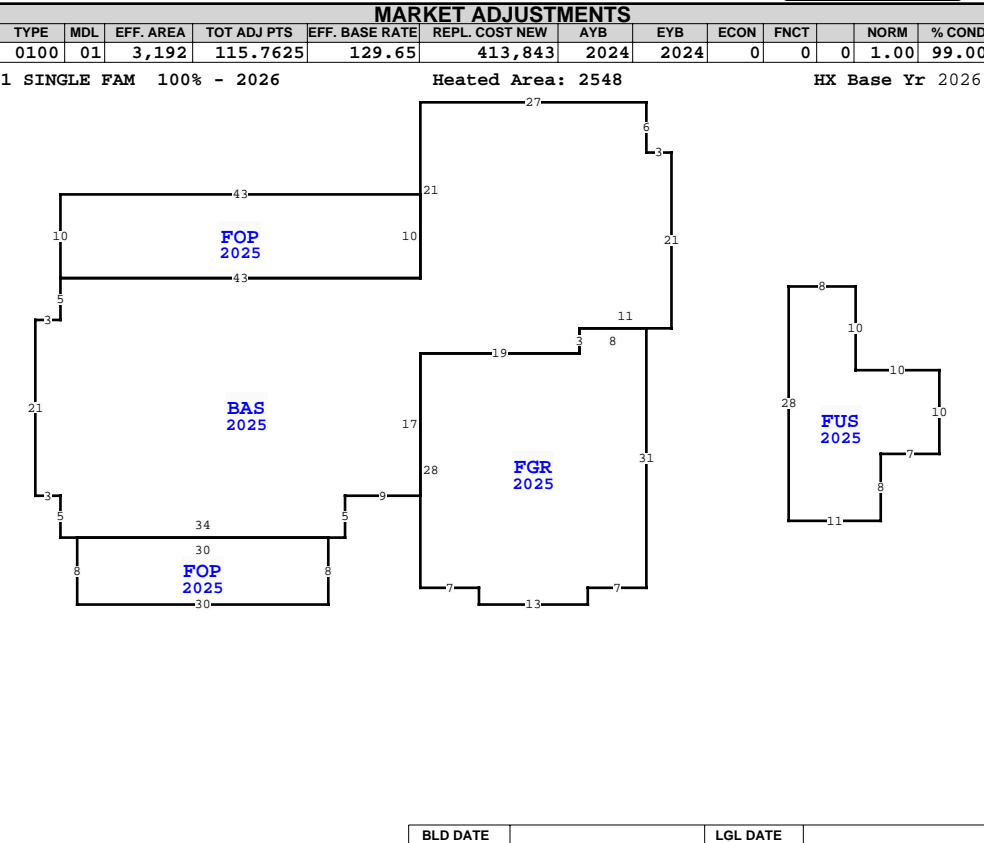 MARKET ADJUSTMENTS
TYPE MDL EFF. AREA TOT ADJ PTS EFF. BASE RATE REPL. COST NEW AYB EYB ECON FNCT NORM % COND
0100 01 3,192 115.7625 129.65 413,843 2024 2024 0 0 0 1.00 99.00
1 SINGLE FAM 100% - 2026 Heated Area: 2548 HX Base Yr 2026
27
6
3
43 21
10 FOP 10 21
2025
43
5
3
8
11
3 8
19
10
10
21 BAS 17 28 FUS 10
2025 2025
7
28 FGR 31
2025
3 9
8
5 34 5
11
30
8 FOP 8
2025
7 7
30 13
BLD DATE LGL DATE